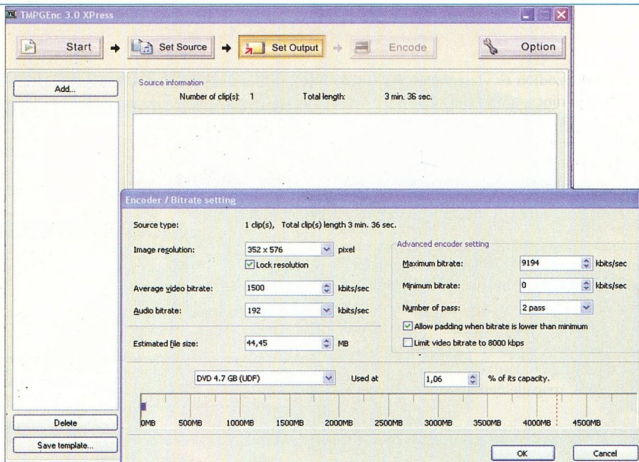 TMPGEnc 3.0 XPress
Start
Set Source
Set Output
Encode
Option
Add...
Source information
Number of clip(s): 1 Total length: 3 min. 36 sec.
Encoder / Bitrate setting
Source type: 1 clip(s), Total clip(s) length 3 min. 36 sec.
Image resolution: 352 x 576 pixel
Lock resolution
Average video bitrate: 1500 kbits/sec
Audio bitrate: 192 kbits/sec
Estimated file size: 44,45 MB
Advanced encoder setting
Maximum bitrate: 9194 kbits/sec
Minimum bitrate: 0 kbits/sec
Number of pass: 2 pass
Allow padding when bitrate is lower than minimum
Limit video bitrate to 8000 kbps
DVD 4.7 GB (UDF) Used at 1,06 % of its capacity.
0MB 500MB 1000MB 1500MB 2000MB 2500MB 3000MB 3500MB 4000MB 4500MB
Delete
Save template...
OK Cancel